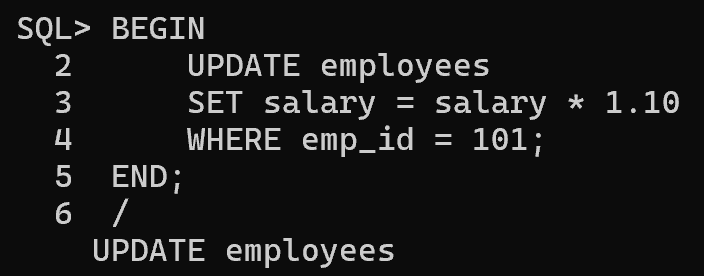 SQL> BEGIN
  2      UPDATE employees
  3      SET salary = salary * 1.10
  4      WHERE emp_id = 101;
  5  END;
  6  /
    UPDATE employees